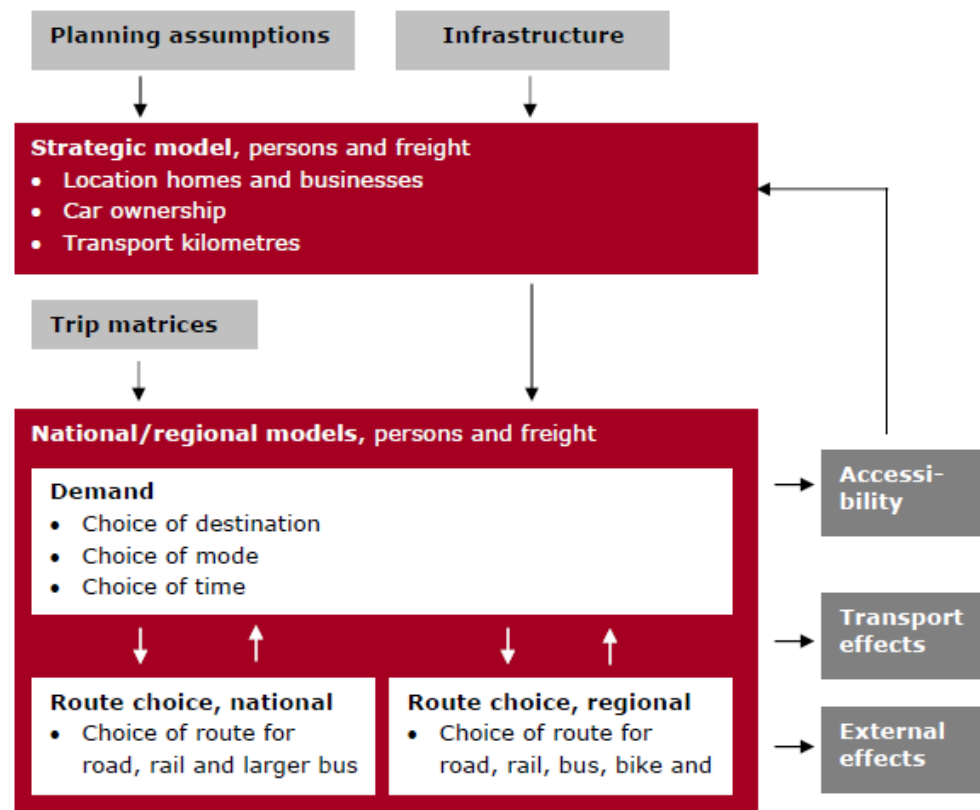 Planning assumptions
Infrastructure
Strategic model, persons and freight
• Location homes and businesses
• Car ownership
• Transport kilometres
Trip matrices
National/regional models, persons and freight
Demand
• Choice of destination
• Choice of mode
• Choice of time
Route choice, national
• Choice of route for
road, rail and larger bus
Route choice, regional
• Choice of route for
road, rail, bus, bike and
Accessi-
bility
Transport
effects
External
effects